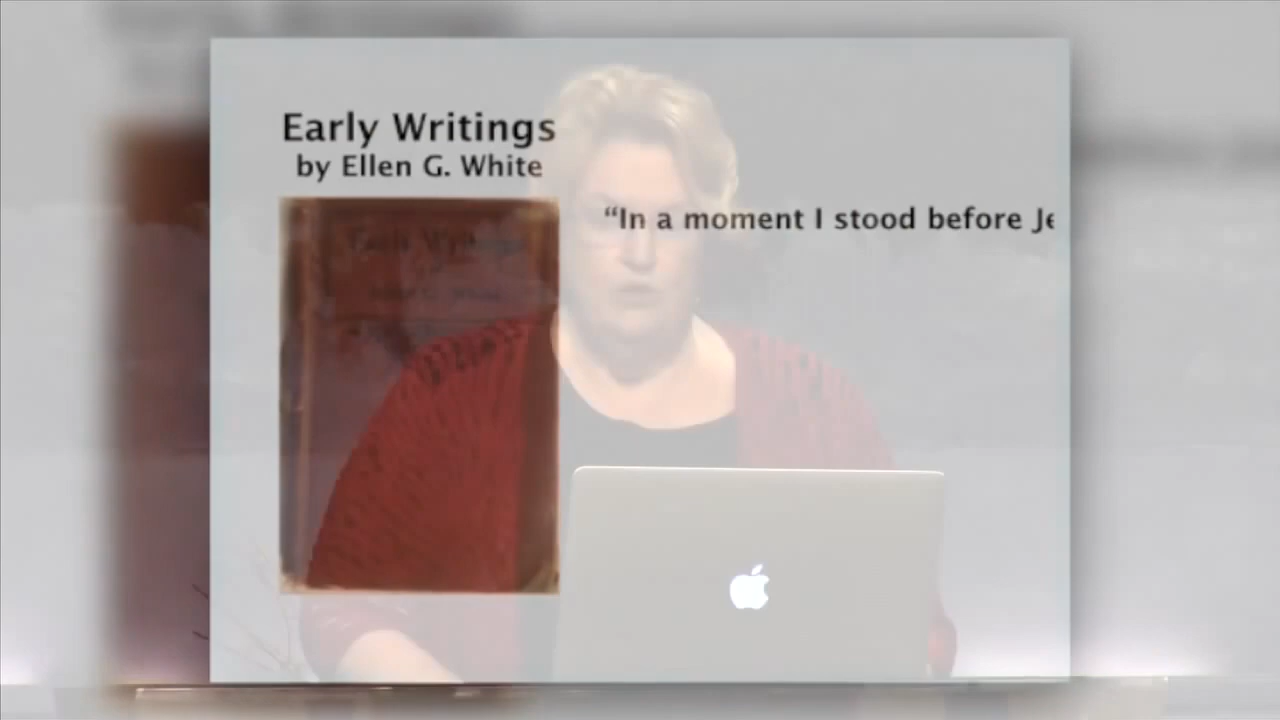 Early Writings
by Ellen G. White
“In a moment I stood before Je